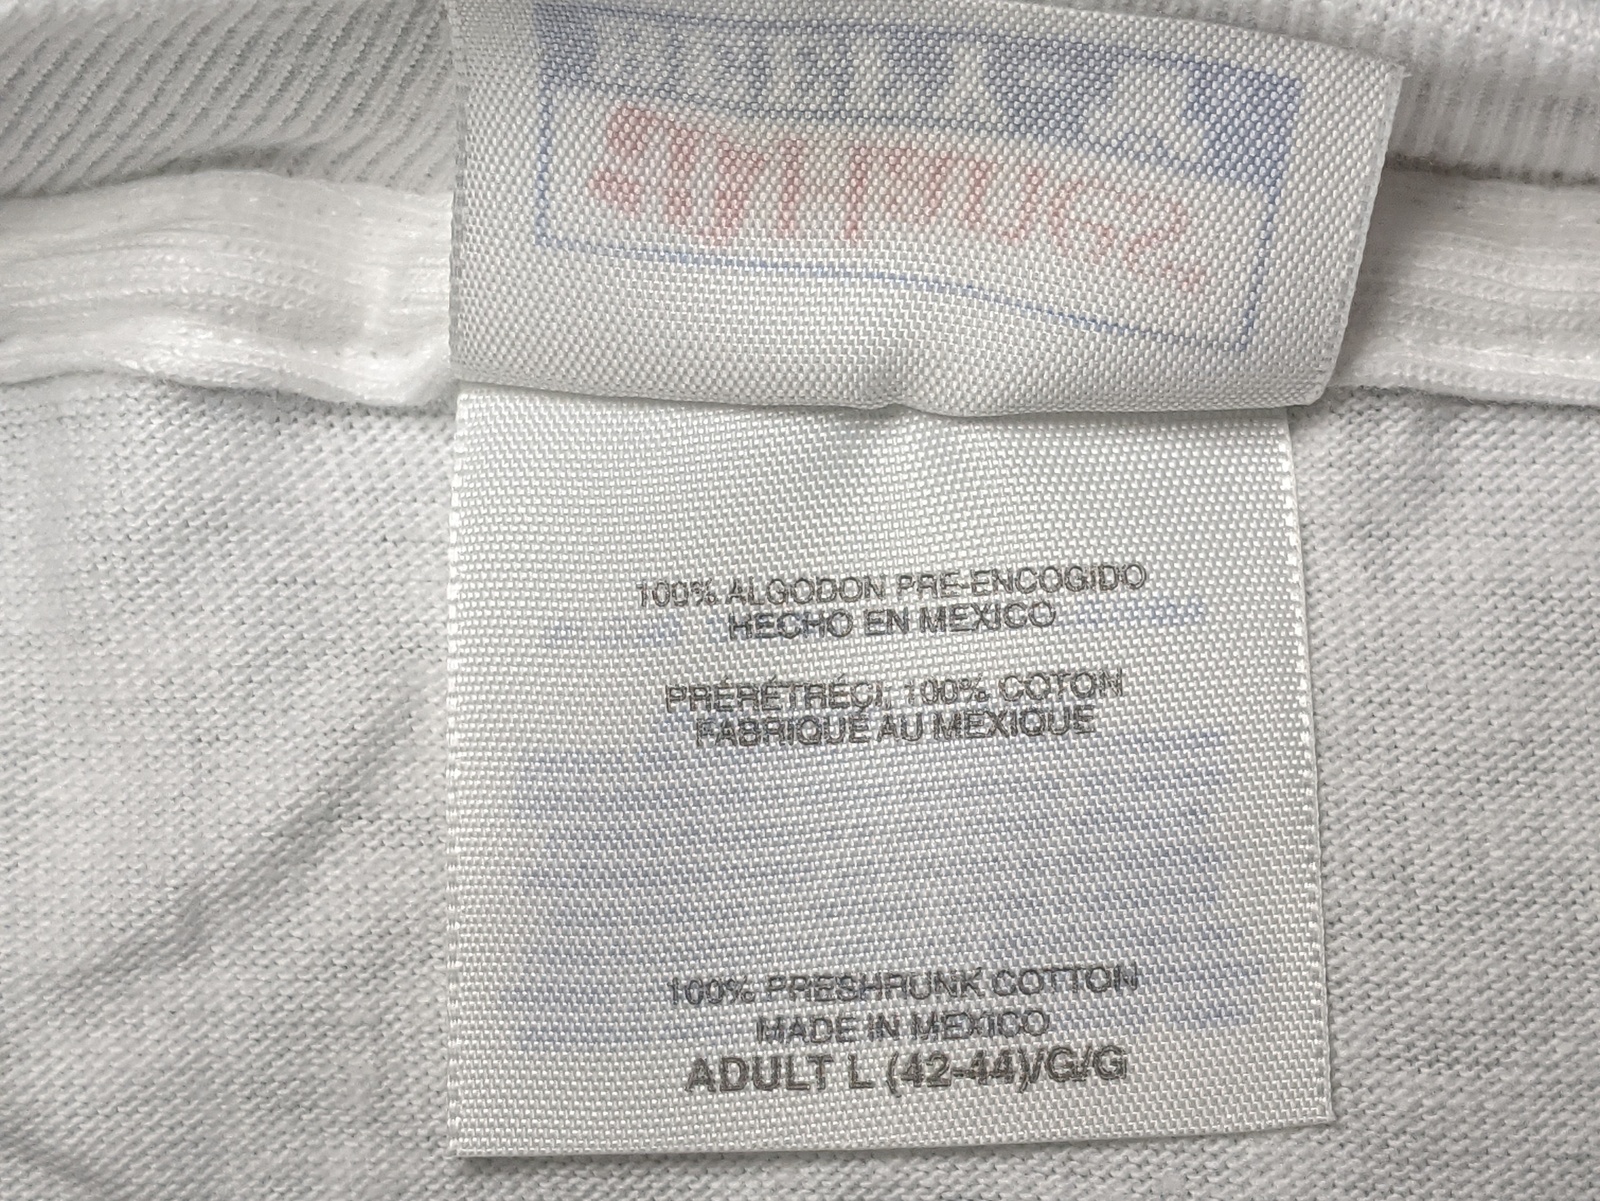 100% ALGODON PRE-ENCOGIDO
HECHO EN MEXICO
PRÉRÉTRÉCI; 100% COTON
FABRIQUÉ AU MEXIQUE
100% PRESHRUNK COTTON
MADE IN MEXICO
ADULT L (42-44)/G/G